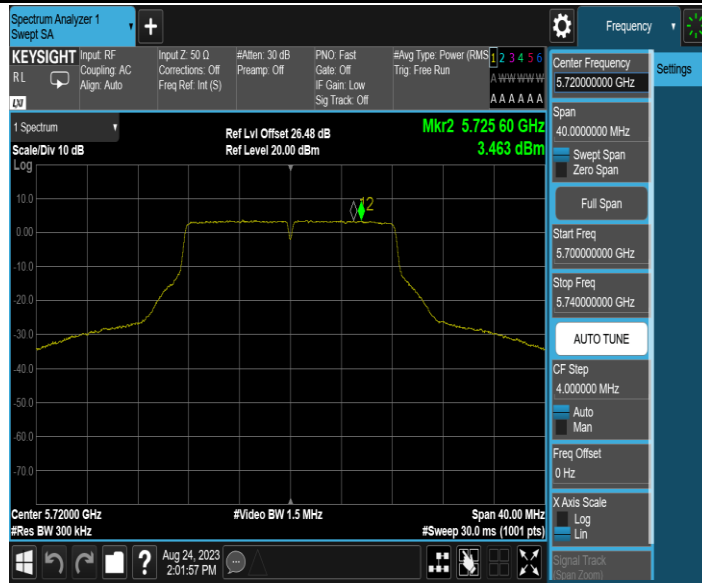 Spectrum Analyzer 1
Swept SA
Frequency
KEYSIGHT
RL
LXI
Input: RF
Coupling: AC
Align: Auto
Input Z: 50 Ω
Corrections: Off
Freq Ref: Int (S)
#Atten: 30 dB
Preamp: Off
PNO: Fast
Gate: Off
IF Gain: Low
Sig Track: Off
#Avg Type: Power (RMS
Trig: Free Run
1 2 3 4 5 6
A W W W W W
A A A A A A
1 Spectrum
Scale/Div 10 dB
Log
Ref Lvl Offset 26.48 dB
Ref Level 20.00 dBm
Mkr2 5.725 60 GHz
3.463 dBm
10.0
0.00
-10.0
-20.0
-30.0
-40.0
-50.0
-60.0
-70.0
12
Center 5.72000 GHz
#Res BW 300 kHz
#Video BW 1.5 MHz
Span 40.00 MHz
#Sweep 30.0 ms (1001 pts)
Aug 24, 2023
2:01:57 PM
Center Frequency
5.720000000 GHz
Settings
Span
40.0000000 MHz
Swept Span
Zero Span
Full Span
Start Freq
5.700000000 GHz
Stop Freq
5.740000000 GHz
AUTO TUNE
CF Step
4.000000 MHz
Auto
Man
Freq Offset
0 Hz
X Axis Scale
Log
Lin
Signal Track
(Span Zoom)